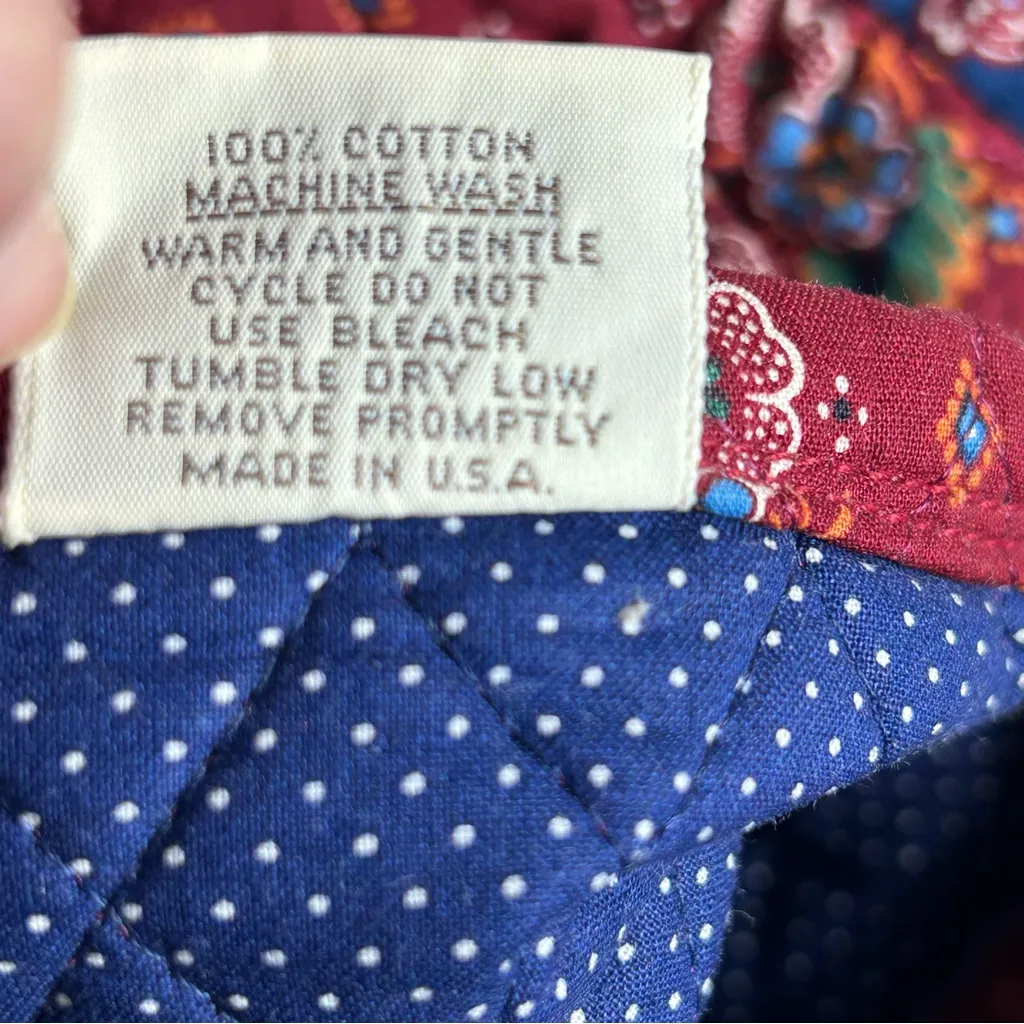 100% COTTON
MACHINE WASH
WARM AND GENTLE
CYCLE DO NOT
USE BLEACH
TUMBLE DRY LOW
REMOVE PROMPTLY
MADE IN U.S.A.